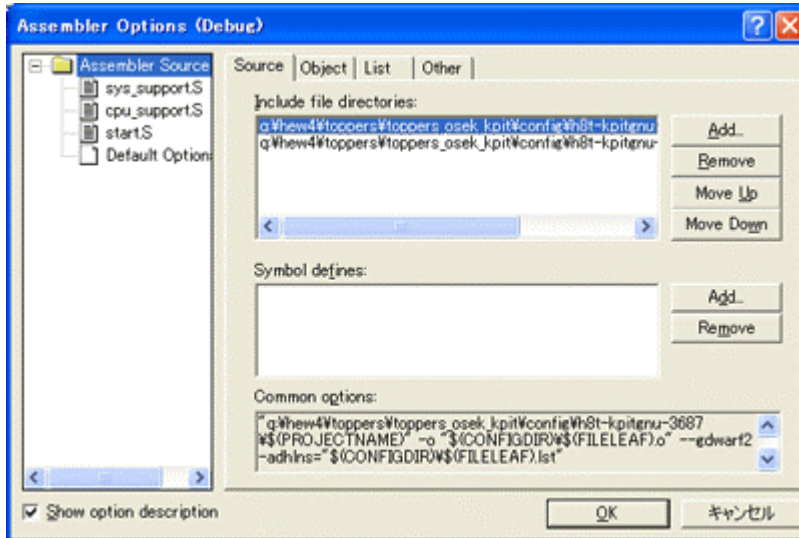 Assembler Options (Debug)
Assembler Source
sys_support.S
cpu_support.S
start.S
Default Option
Source
Object
List
Other
Include file directories:
q:¥hew4¥toppers¥toppers_osek_kpit¥config¥h8t-kpitgnu
q:¥hew4¥toppers¥toppers_osek_kpit¥config¥h8t-kpitgnu-
Add...
Remove
Move Up
Move Down
Symbol defines:
Add...
Remove
Common options:
"q:¥hew4¥toppers¥toppers_osek_kpit¥config¥h8t-kpitgnu-3687
¥$(PROJECTNAME)" -o "$(CONFIGDIR)¥$(FILELEAF).o" --gdwarf2
-adhlns="$(CONFIGDIR)¥$(FILELEAF).lst"
Show option description
OK
キャンセル